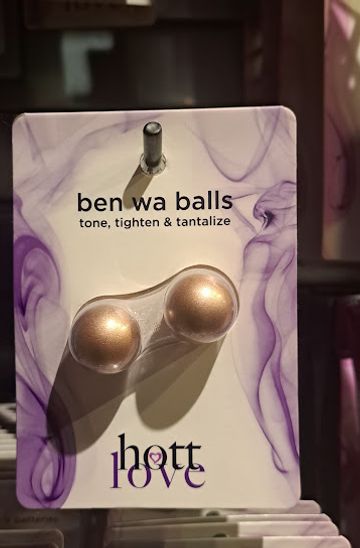 ben wa balls
tone, tighten & tantalize
hott
love